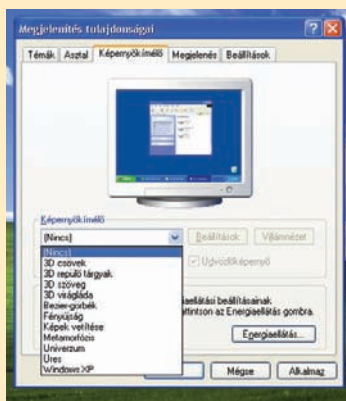 Megjelenítés tulajdonságai
Témák Asztal Képernyőkímélő Megjelenés Beállítások
Képernyőkímélő
(Nincs) Beállítások Villámnézet
(Nincs)
3D csövek
3D repülő tárgyak Üdvözlőképernyő
3D szöveg
3D virágláda
Bezier-görbék
Fényújság
Képek vetítése
Metamorfózis
Univerzum
Üres
Windows XP
beállításainak
az Energiaellátás gombra.
Energiaellátás...
Mégse Alkalmaz